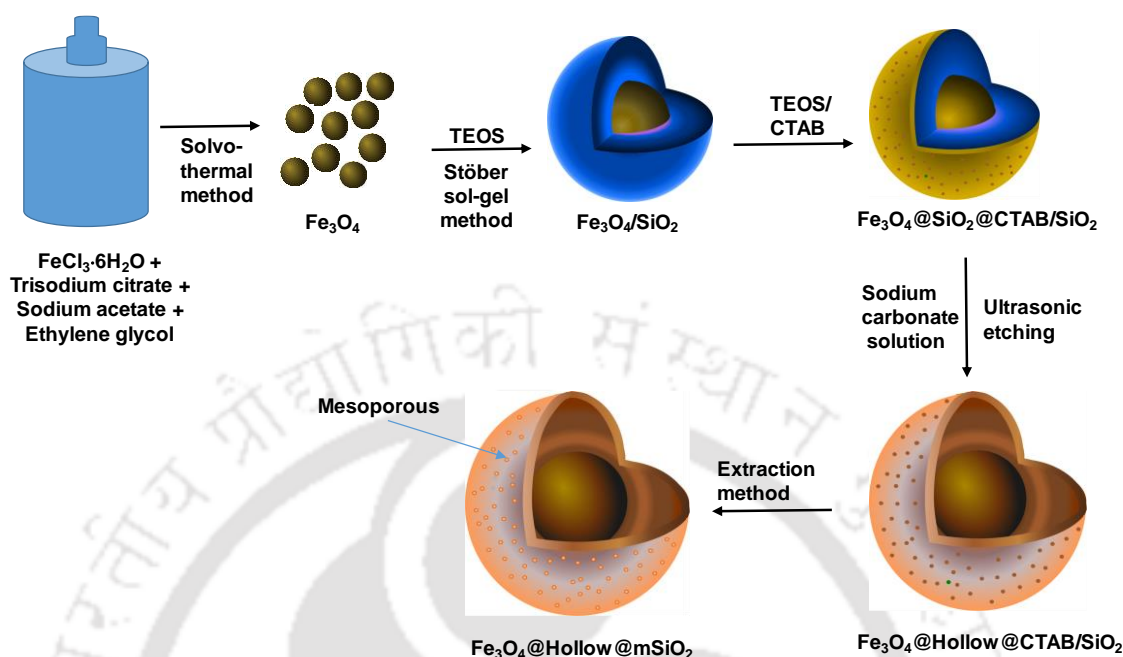 Solvo-
thermal
method
TEOS
Stöber
sol-gel
method
TEOS/
CTAB
Fe₃O₄
Fe₃O₄/SiO₂
Fe₃O₄@SiO₂@CTAB/SiO₂
FeCl₃·6H₂O +
Trisodium citrate +
Sodium acetate +
Ethylene glycol
Sodium
carbonate
solution
Ultrasonic
etching
Mesoporous
Extraction
method
Fe₃O₄@Hollow@mSiO₂
Fe₃O₄@Hollow@CTAB/SiO₂
भारतीय प्रौद्योगिकी संस्थान